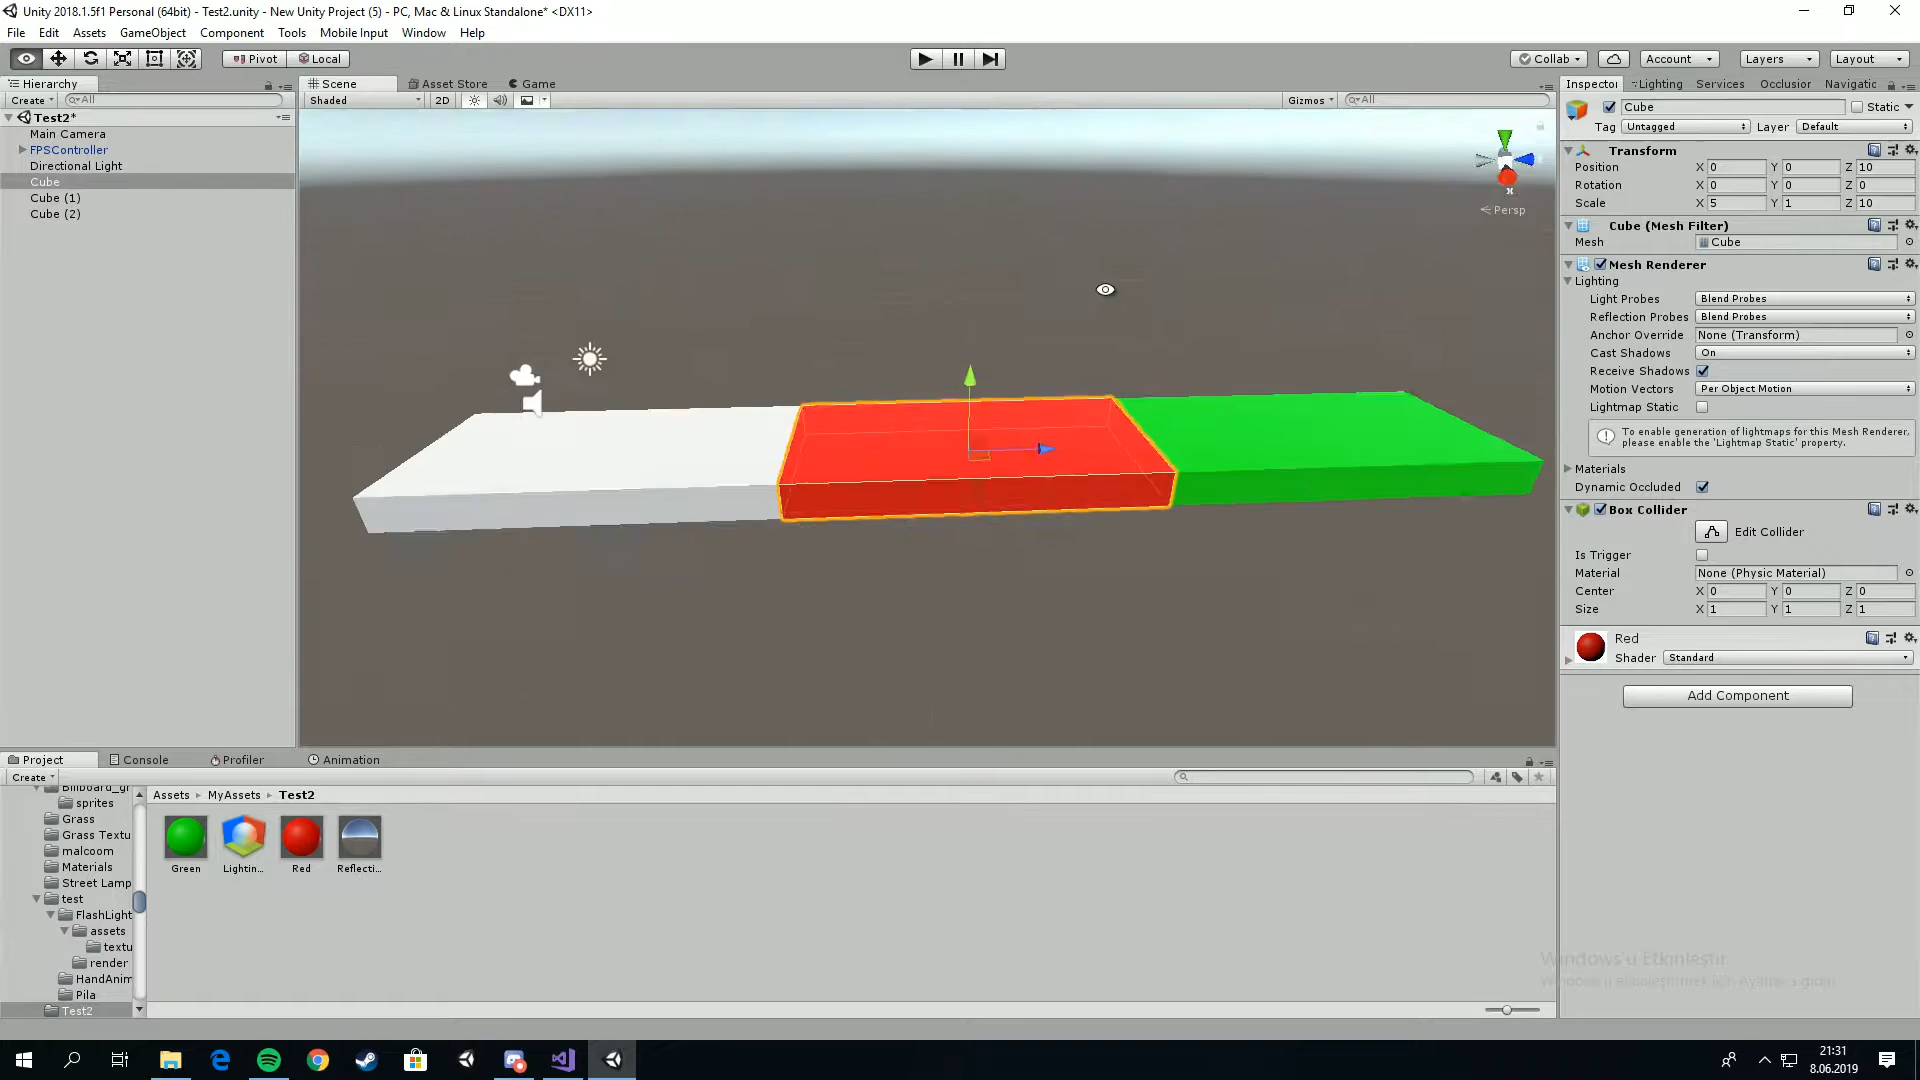 Unity 2018.1.5f1 Personal (64bit) - Test2.unity - New Unity Project (5) - PC, Mac & Linux Standalone* <DX11>
File Edit Assets GameObject Component Tools Mobile Input Window Help
Pivot Local Collab Account Layers Layout
Hierarchy Scene Asset Store Game Inspector Lighting Services Occlusior Navigatic
Create All Shaded 2D Gizmos All
Test2*
Main Camera
FPSController
Directional Light
Cube
Cube (1)
Cube (2)
x
Persp
Cube Static
Tag Untagged Layer Default
Transform
Position X 0 Y 0 Z 10
Rotation X 0 Y 0 Z 0
Scale X 5 Y 1 Z 10
Cube (Mesh Filter)
Mesh Cube
Mesh Renderer
Lighting
Light Probes Blend Probes
Reflection Probes Blend Probes
Anchor Override None (Transform)
Cast Shadows On
Receive Shadows
Motion Vectors Per Object Motion
Lightmap Static
To enable generation of lightmaps for this Mesh Renderer,
please enable the 'Lightmap Static' property.
Materials
Dynamic Occluded
Box Collider
Edit Collider
Is Trigger
Material None (Physic Material)
Center X 0 Y 0 Z 0
Size X 1 Y 1 Z 1
Red
Shader Standard
Add Component
Project Console Profiler Animation
Create
Assets MyAssets Test2
Billboard_gr
sprites
Grass
Grass Textu
malcoom
Materials
Street Lamp
test
FlashLight
assets
textu
render
HandAnim
Pila
Test2
Green Lightin... Red Reflecti...
Windows'u Etkinleştir
21:31
8.06.2019